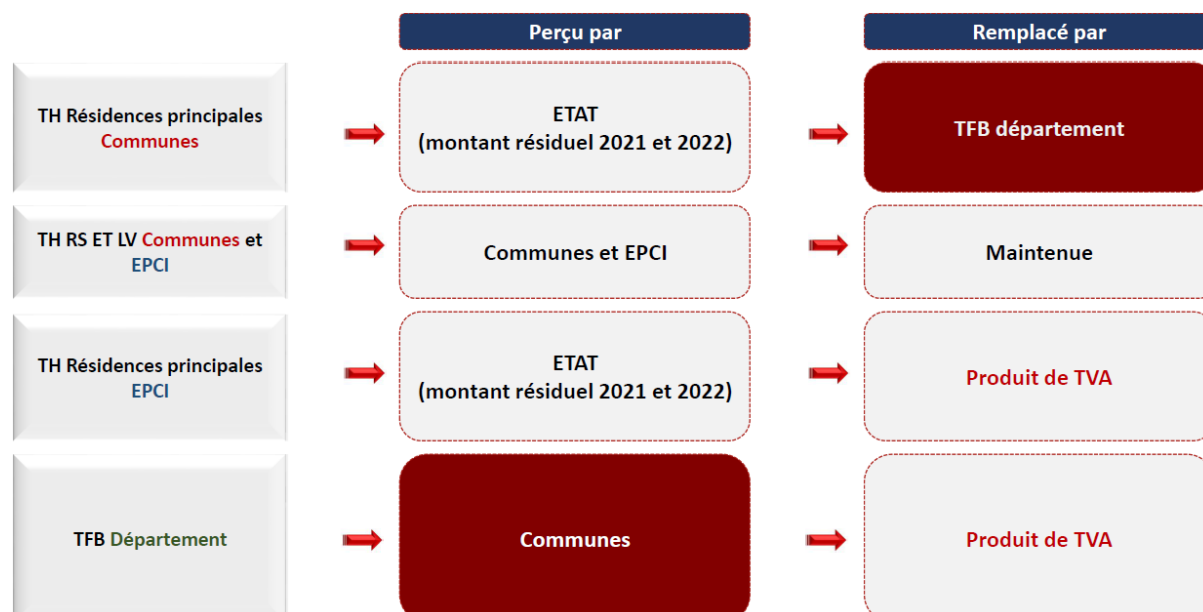 Perçu par
Remplacé par
TH Résidences principales
Communes
ETAT
(montant résiduel 2021 et 2022)
TFB département
TH RS ET LV Communes et
EPCI
Communes et EPCI
Maintenue
TH Résidences principales
EPCI
ETAT
(montant résiduel 2021 et 2022)
Produit de TVA
TFB Département
Communes
Produit de TVA